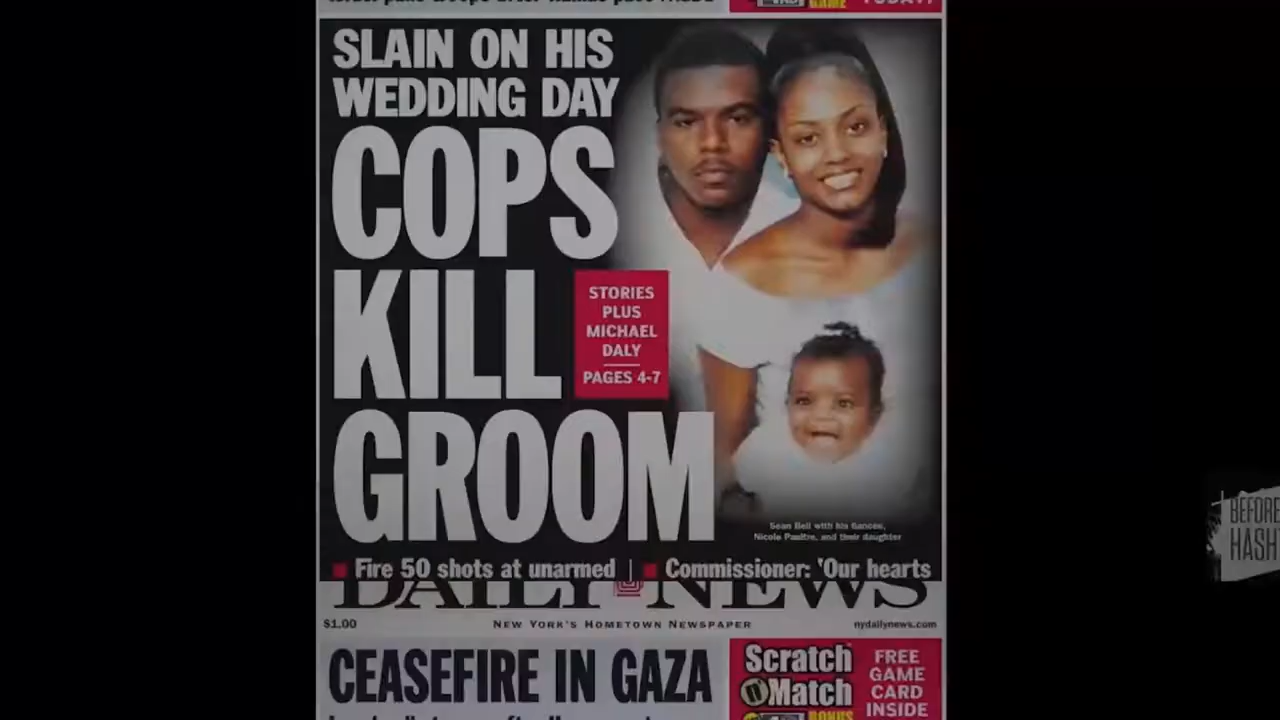 TODAY!
SLAIN ON HIS
WEDDING DAY
COPS
KILL
GROOM
STORIES
PLUS
MICHAEL
DALY
PAGES 4-7
Sean Bell with his fiancée,
Nicole Paultre, and their daughter
Fire 50 shots at unarmed
Commissioner: 'Our hearts
DAILY NEWS
$1.00
NEW YORK'S HOMETOWN NEWSPAPER
nydailynews.com
CEASEFIRE IN GAZA
Scratch
n' Match
BONUS
FREE
GAME
CARD
INSIDE
BEFORE
HASH